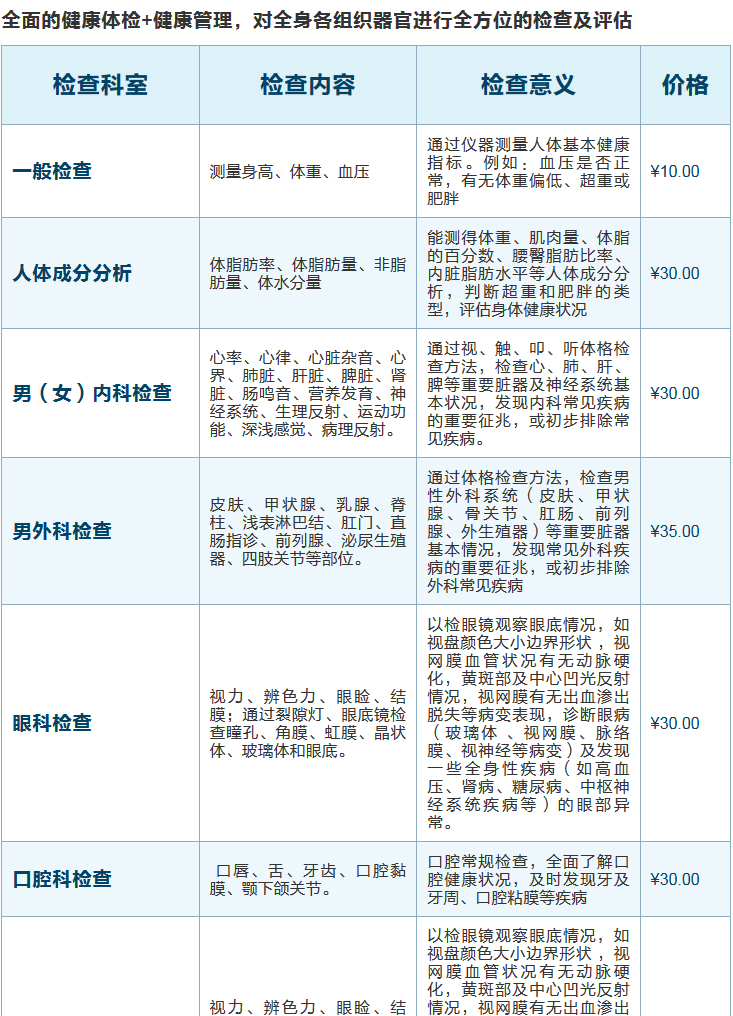 全面的健康体检+健康管理，对全身各组织器官进行全方位的检查及评估
检查科室
检查内容
检查意义
价格
一般检查
测量身高、体重、血压
通过仪器测量人体基本健康
指标。例如：血压是否正
常，有无体重偏低、超重或
肥胖
¥10.00
人体成分分析
体脂肪率、体脂肪量、非脂
肪量、体水分量
能测得体重、肌肉量、体脂
的百分数、腰臀脂肪比率、
内脏脂肪水平等人体成分分
析，判断超重和肥胖的类
型，评估身体健康状况
¥30.00
男（女）内科检查
心率、心律、心脏杂音、心
界、肺脏、肝脏、脾脏、肾
脏、肠鸣音、营养发育、神
经系统、生理反射、运动功
能、深浅感觉、病理反射。
通过视、触、叩、听体格检
查方法，检查心、肺、肝、
脾等重要脏器及神经系统基
本状况，发现内科常见疾病
的重要征兆，或初步排除常
见疾病。
¥30.00
男外科检查
皮肤、甲状腺、乳腺、脊
柱、浅表淋巴结、肛门、直
肠指诊、前列腺、泌尿生殖
器、四肢关节等部位。
通过体格检查方法，检查男
性外科系统（皮肤、甲状
腺、骨关节、肛肠、前列
腺、外生殖器）等重要脏器
基本情况，发现常见外科疾
病的重要征兆，或初步排除
外科常见疾病
¥35.00
眼科检查
视力、辨色力、眼睑、结
膜；通过裂隙灯、眼底镜检
查瞳孔、角膜、虹膜、晶状
体、玻璃体和眼底。
以检眼镜观察眼底情况，如
视盘颜色大小边界形状 ，视
网膜血管状况有无动脉硬
化，黄斑部及中心凹光反射
情况，视网膜有无出血渗出
脱失等病变表现，诊断眼病
（玻璃体 、视网膜、脉络
膜、视神经等病变）及发现
一些全身性疾病（如高血
压、肾病、糖尿病、中枢神
经系统疾病等）的眼部异
常。
¥30.00
口腔科检查
口唇、舌、牙齿、口腔黏
膜、颚下颌关节。
口腔常规检查，全面了解口
腔健康状况，及时发现牙及
牙周、口腔粘膜等疾病
¥30.00
视力、辨色力、眼睑、结
以检眼镜观察眼底情况，如
视盘颜色大小边界形状 ，视
网膜血管状况有无动脉硬
化，黄斑部及中心凹光反射
情况，视网膜有无出血渗出